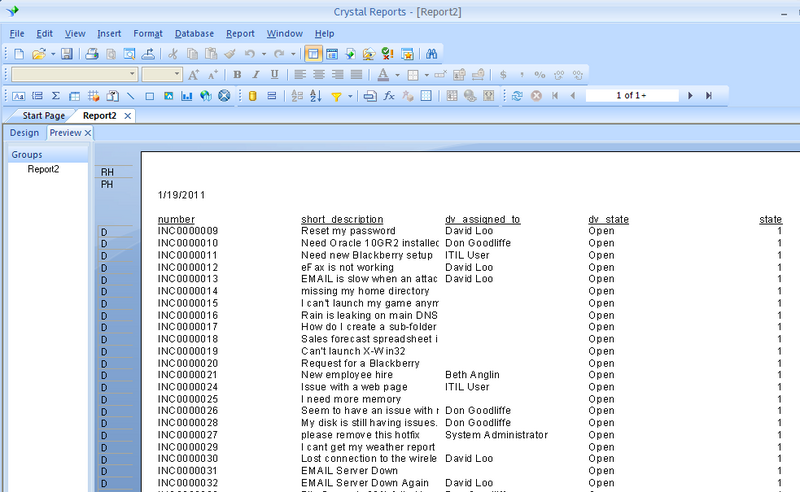 Crystal Reports - [Report2]
File Edit View Insert Format Database Report Window Help
1 of 1+
Start Page Report2
Design Preview
Groups
Report2
RH
PH
1/19/2011
number short_description dv_assigned_to dv_state state
D INC0000009 Reset my password David Loo Open 1
D INC0000010 Need Oracle 10GR2 installed Don Goodliffe Open 1
D INC0000011 Need new Blackberry setup ITIL User Open 1
D INC0000012 eFax is not working David Loo Open 1
D INC0000013 EMAIL is slow when an attac David Loo Open 1
D INC0000014 missing my home directory Open 1
D INC0000015 I can't launch my game anym Open 1
D INC0000016 Rain is leaking on main DNS Open 1
D INC0000017 How do I create a sub-folder Open 1
D INC0000018 Sales forecast spreadsheet i Open 1
D INC0000019 Can't launch X-Win32 Open 1
D INC0000020 Request for a Blackberry Open 1
D INC0000021 New employee hire Beth Anglin Open 1
D INC0000024 Issue with a web page ITIL User Open 1
D INC0000025 I need more memory Open 1
D INC0000026 Seem to have an issue with Don Goodliffe Open 1
D INC0000028 My disk is still having issues. Don Goodliffe Open 1
D INC0000027 please remove this hotfix System Administrator Open 1
D INC0000029 I cant get my weather report Open 1
D INC0000030 Lost connection to the wirele David Loo Open 1
D INC0000031 EMAIL Server Down Open 1
D INC0000032 EMAIL Server Down Again David Loo Open 1